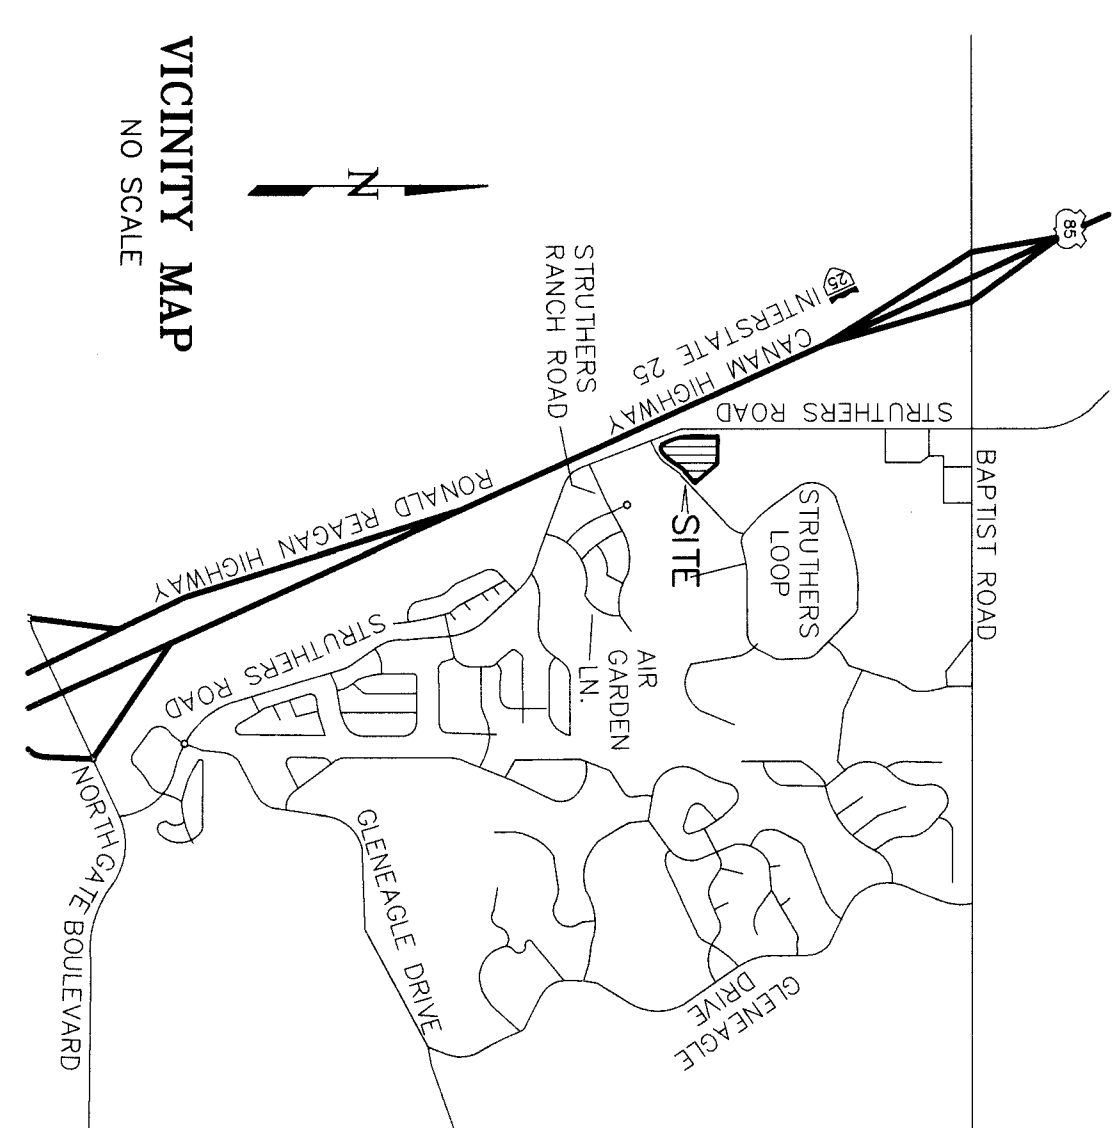 VICINITY MAP
NO SCALE
N
85
25
INTERSTATE 25
CANAM HIGHWAY
STRUTHERS ROAD
STRUTHERS
RANCH ROAD
BAPTIST ROAD
STRUTHERS
LOOP
SITE
RONALD REAGAN HIGHWAY
STRUTHERS ROAD
AIR
GARDEN
LN.
NORTHGATE BOULEVARD
GLENEAGLE DRIVE
GLENEAGLE
DRIVE